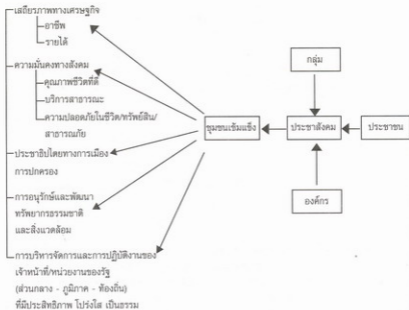 เสถียรภาพทางเศรษฐกิจ
อาชีพ
รายได้
ความมั่นคงทางสังคม
คุณภาพชีวิตที่ดี
บริการสาธารณะ
ความปลอดภัยในชีวิต/ทรัพย์สิน/
สาธารณภัย
ประชาธิปไตยทางการเมือง
การปกครอง
การอนุรักษ์และพัฒนา
ทรัพยากรธรรมชาติ
และสิ่งแวดล้อม
การบริหารจัดการและการปฏิบัติงานของ
เจ้าหน้าที่/หน่วยงานของรัฐ
(ส่วนกลาง - ภูมิภาค - ท้องถิ่น)
ที่มีประสิทธิภาพ โปร่งใส เป็นธรรม
ชุมชนเข้มแข็ง
กลุ่ม
ประชาสังคม
ประชาชน
องค์กร